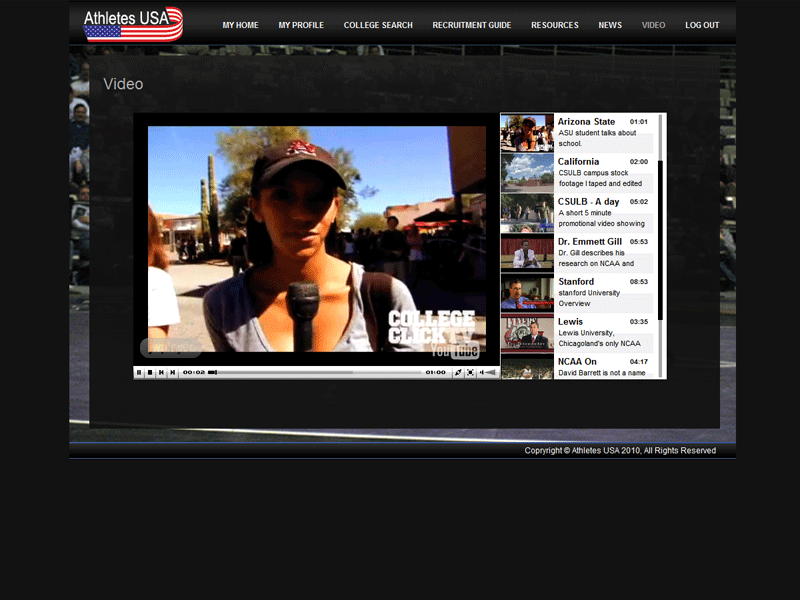 Athletes USA
MY HOME MY PROFILE COLLEGE SEARCH RECRUITMENT GUIDE RESOURCES NEWS VIDEO LOG OUT
Video
COLLEGE
CLICK TV
YouTube
00:02
01:00
Arizona State 01:01
ASU student talks about
school.
California 02:00
CSULB campus stock
footage I taped and edited
CSULB - A day 05:02
A short 5 minute
promotional video showing
Dr. Emmett Gill 05:53
Dr. Gill describes his
research on NCAA and
Stanford 08:53
stanford University
Overview
Lewis 03:35
Lewis University,
Chicagoland's only NCAA
NCAA On 04:17
David Barrett is not a name
Copyright © Athletes USA 2010, All Rights Reserved